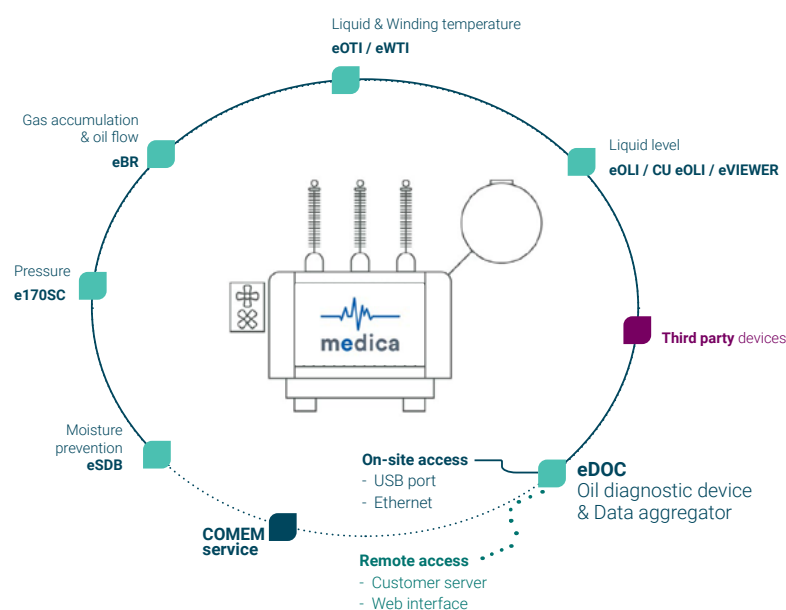 Liquid & Winding temperature
eOTI / eWTI
Gas accumulation
& oil flow
eBR
Liquid level
eOLI / CU eOLI / eVIEWER
Pressure
e170SC
medica
Third party devices
Moisture
prevention
eSDB
On-site access
- USB port
- Ethernet
eDOC
Oil diagnostic device
& Data aggregator
COMEM
service
Remote access
- Customer server
- Web interface